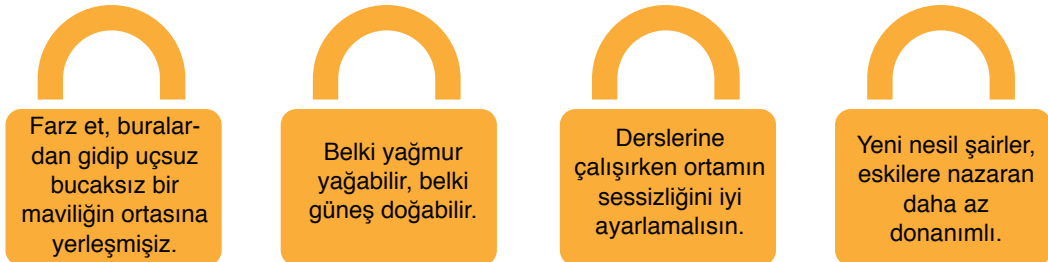 Farz et, buralar-
dan gidip uçsuz
bucaksız bir
maviliğin ortasına
yerleşmişiz.
Belki yağmur
yağabilir, belki
güneş doğabilir.
Derslerine
çalışırken ortamın
sessizliğini iyi
ayarlamalısın.
Yeni nesil şairler,
eskilere nazaran
daha az
donanımlı.